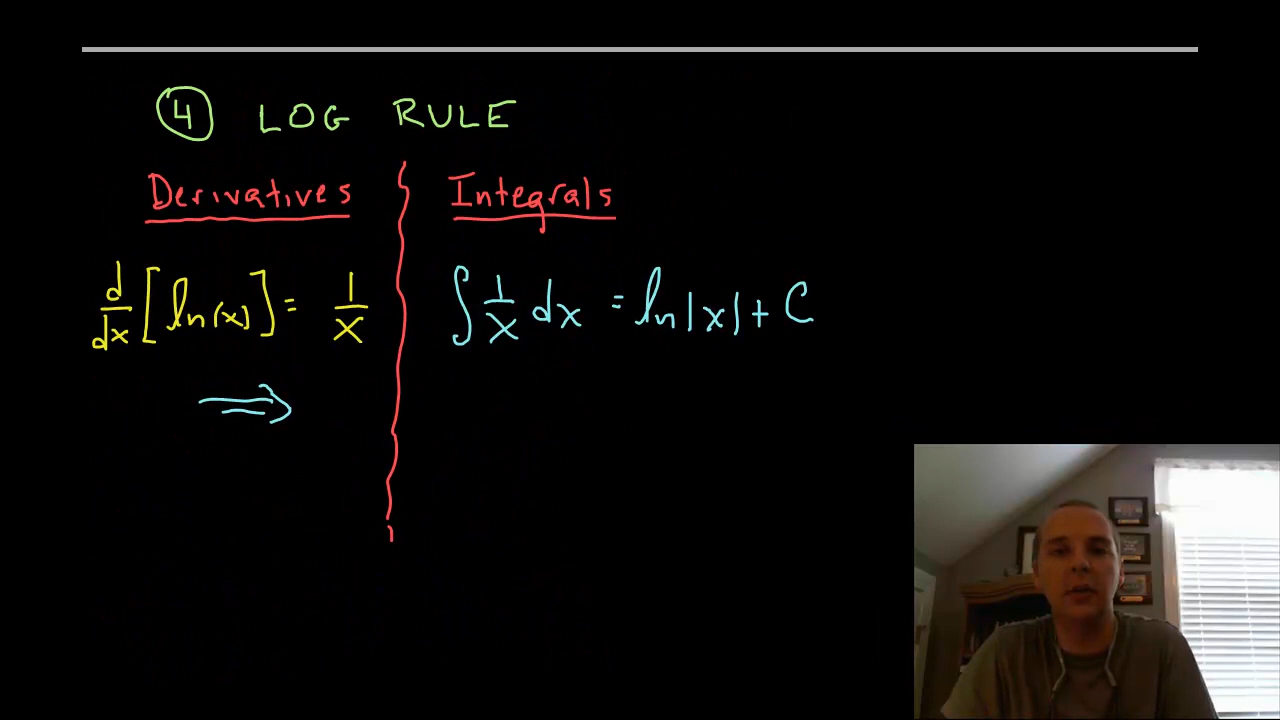 ④ LOG RULE
Derivatives
d/dx [ln(x)] = 1/x
⇒
Integrals
∫ 1/x dx = ln|x| + C